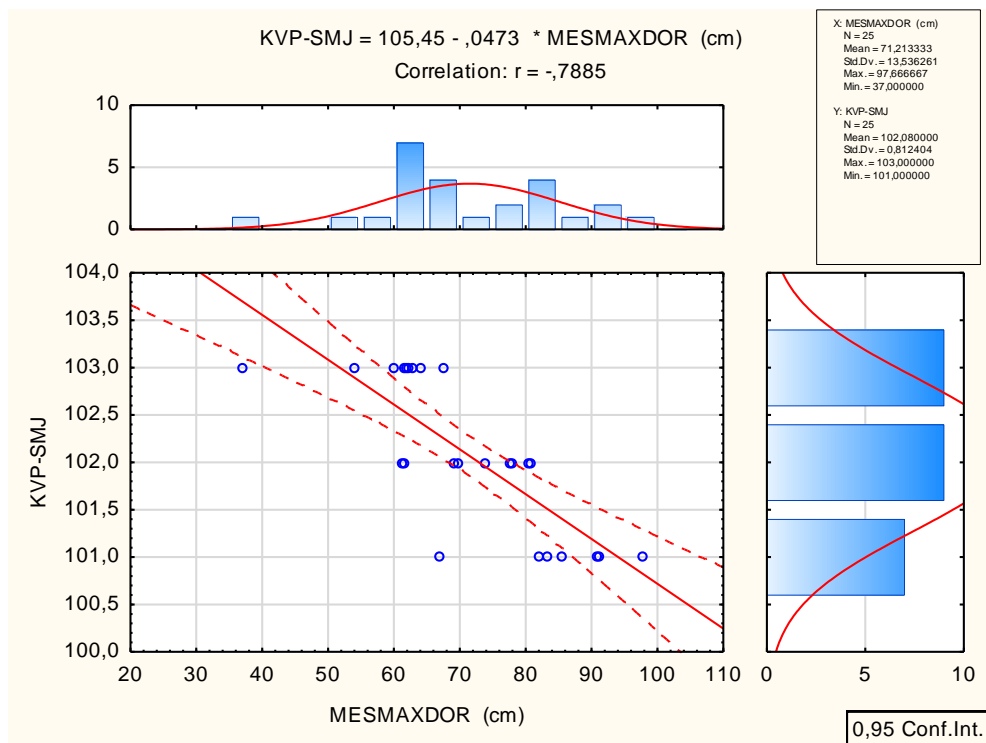 KVP-SMJ = 105,45 - ,0473 * MESMAXDOR (cm)
Correlation: r = -,7885
X: MESMAXDOR (cm)
N = 25
Mean = 71,213333
Std.Dv. = 13,536261
Max. = 97,666667
Min. = 37,000000
Y: KVP-SMJ
N = 25
Mean = 102,080000
Std.Dv. = 0,812404
Max. = 103,000000
Min. = 101,000000
10
5
0
104,0
103,5
103,0
102,5
102,0
101,5
101,0
100,5
100,0
KVP-SMJ
20 30 40 50 60 70 80 90 100 110
MESMAXDOR (cm)
0 5 10
0,95 Conf.Int.